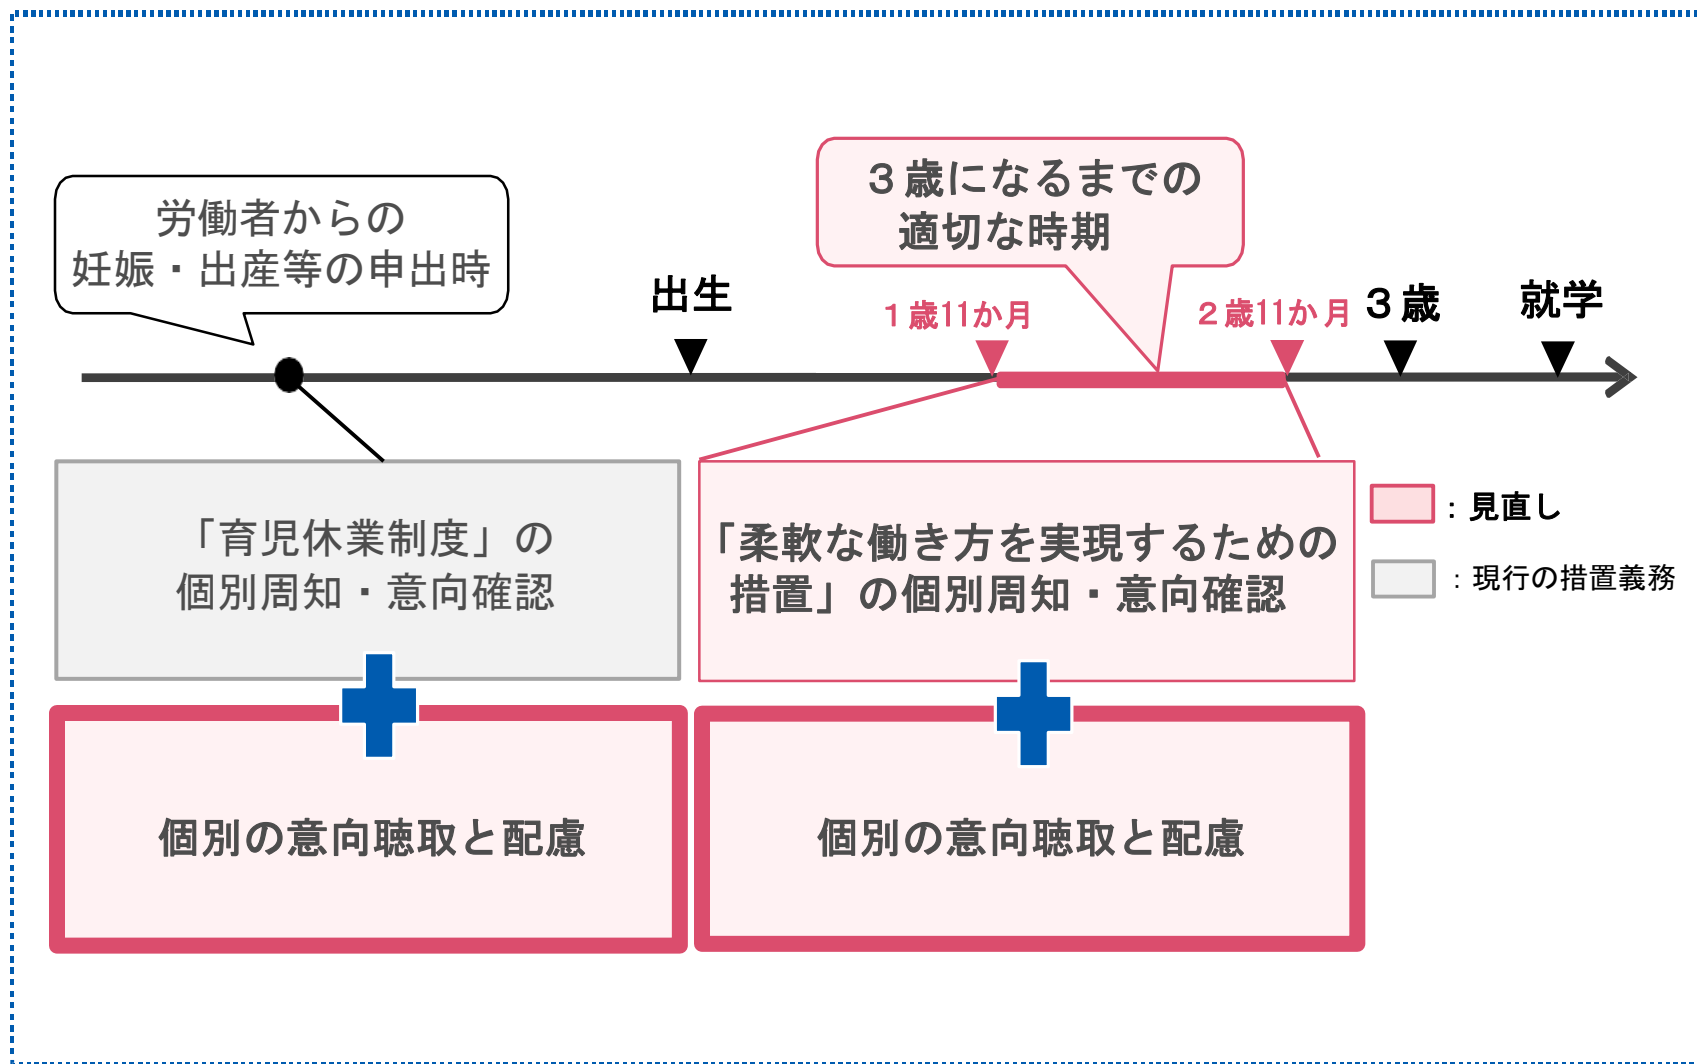 労働者からの
妊娠・出産等の申出時
3歳になるまでの
適切な時期
出生
1歳11か月
2歳11か月
3歳
就学
「育児休業制度」の
個別周知・意向確認
「柔軟な働き方を実現するための
措置」の個別周知・意向確認
：見直し
：現行の措置義務
個別の意向聴取と配慮
個別の意向聴取と配慮